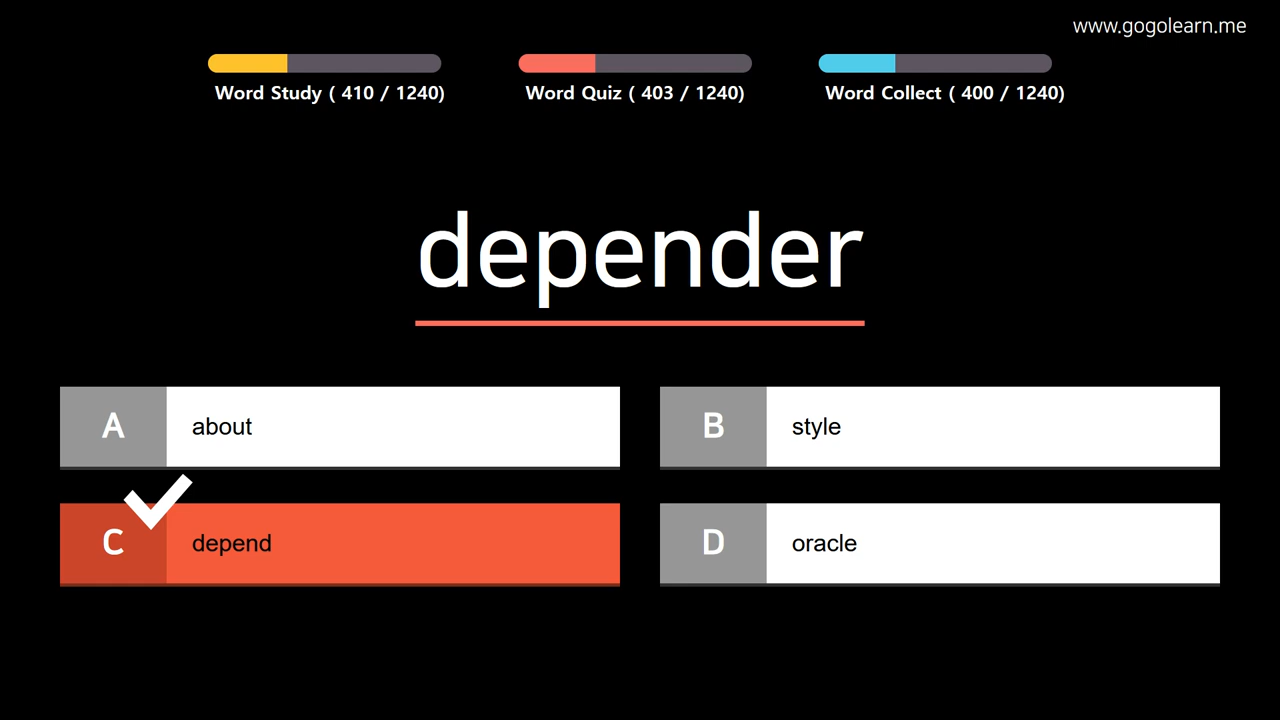 www.gogolearn.me
Word Study ( 410 / 1240)
Word Quiz ( 403 / 1240)
Word Collect ( 400 / 1240)
depender
A about
B style
C depend
D oracle